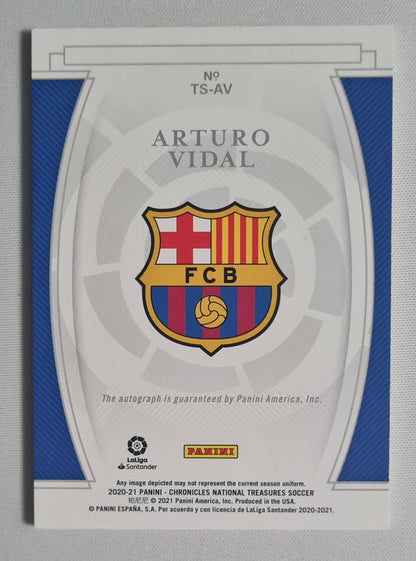 Nº
TS-AV
ARTURO
VIDAL
FCB
The autograph is guaranteed by Panini America, Inc.
LaLiga
Santander
PANINI
Any image depicted may not represent the current season uniform.
2020-21 PANINI - CHRONICLES NATIONAL TREASURES SOCCER
帕尼尼 © 2021 Panini America, Inc. Produced in the USA.
© PANINI ESPAÑA, S.A. Por acuerdo y con licencia de LaLiga Santander 2020-2021.